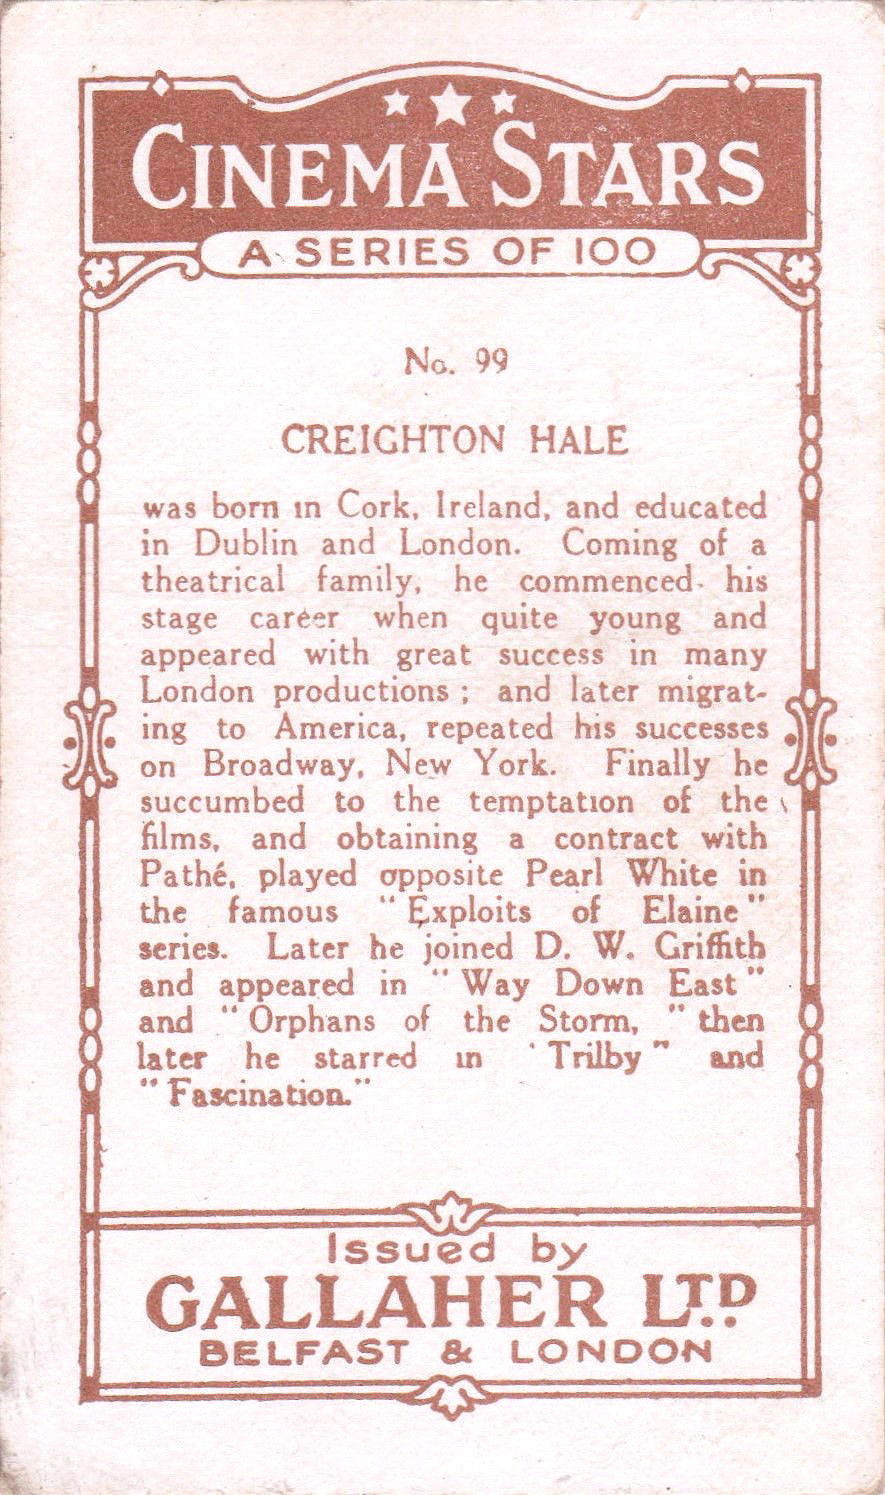 CINEMA STARS
A SERIES OF 100
No. 99
CREIGHTON HALE
was born in Cork, Ireland, and educated
in Dublin and London. Coming of a
theatrical family, he commenced his
stage career when quite young and
appeared with great success in many
London productions; and later migrat-
ing to America, repeated his successes
on Broadway, New York. Finally he
succumbed to the temptation of the
films, and obtaining a contract with
Pathé, played opposite Pearl White in
the famous "Exploits of Elaine"
series. Later he joined D. W. Griffith
and appeared in "Way Down East"
and "Orphans of the Storm," then
later he starred in 'Trilby" and
"Fascination."
Issued by
GALLAHER LTD.
BELFAST & LONDON